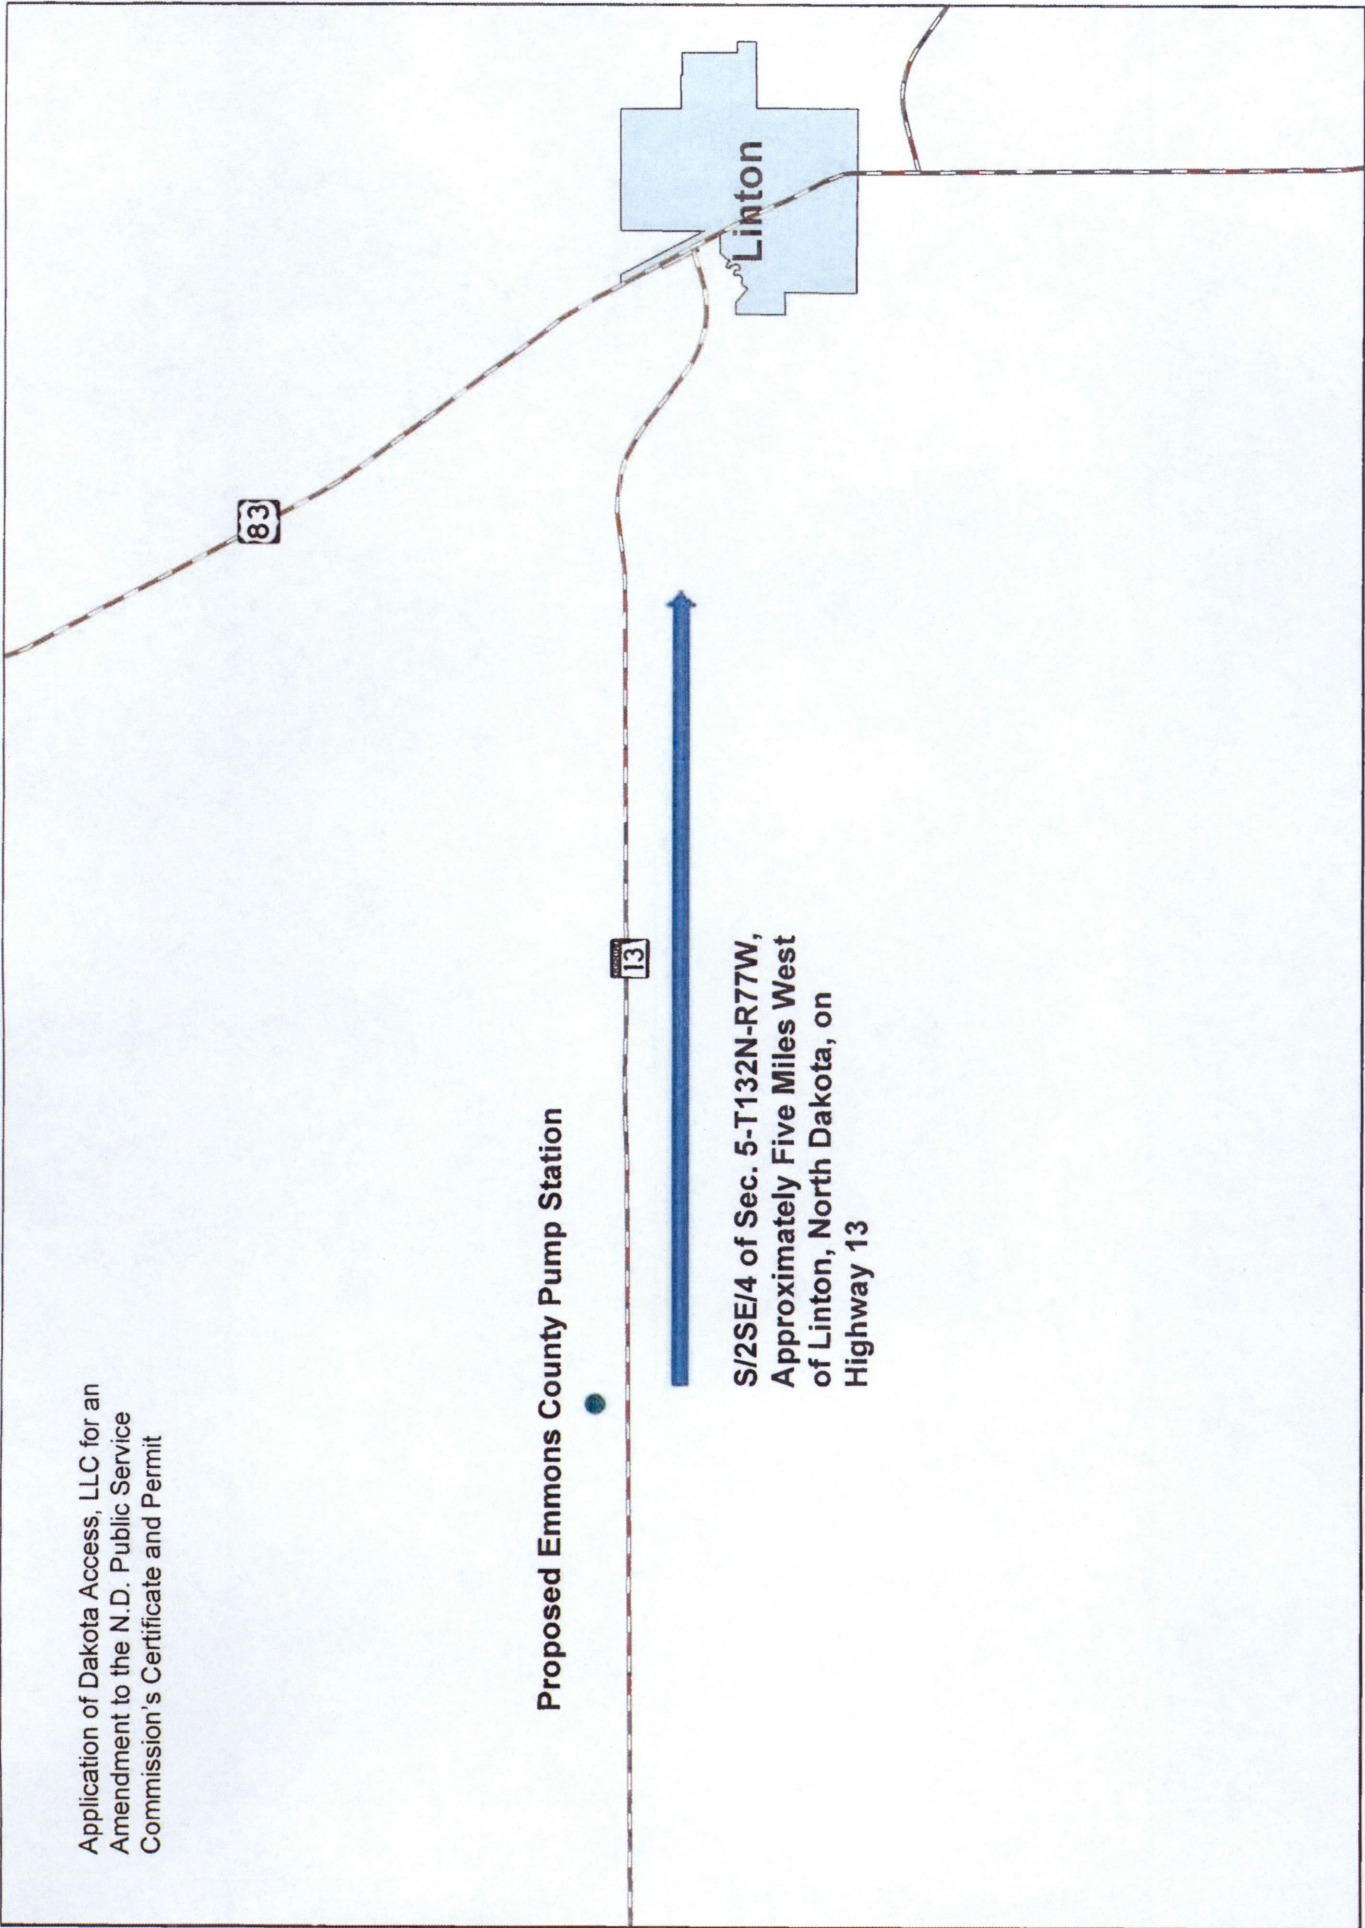 Application of Dakota Access, LLC for an
Amendment to the N.D. Public Service
Commission's Certificate and Permit
83
Proposed Emmons County Pump Station
13
Linton
S/2SE/4 of Sec. 5-T132N-R77W,
Approximately Five Miles West
of Linton, North Dakota, on
Highway 13